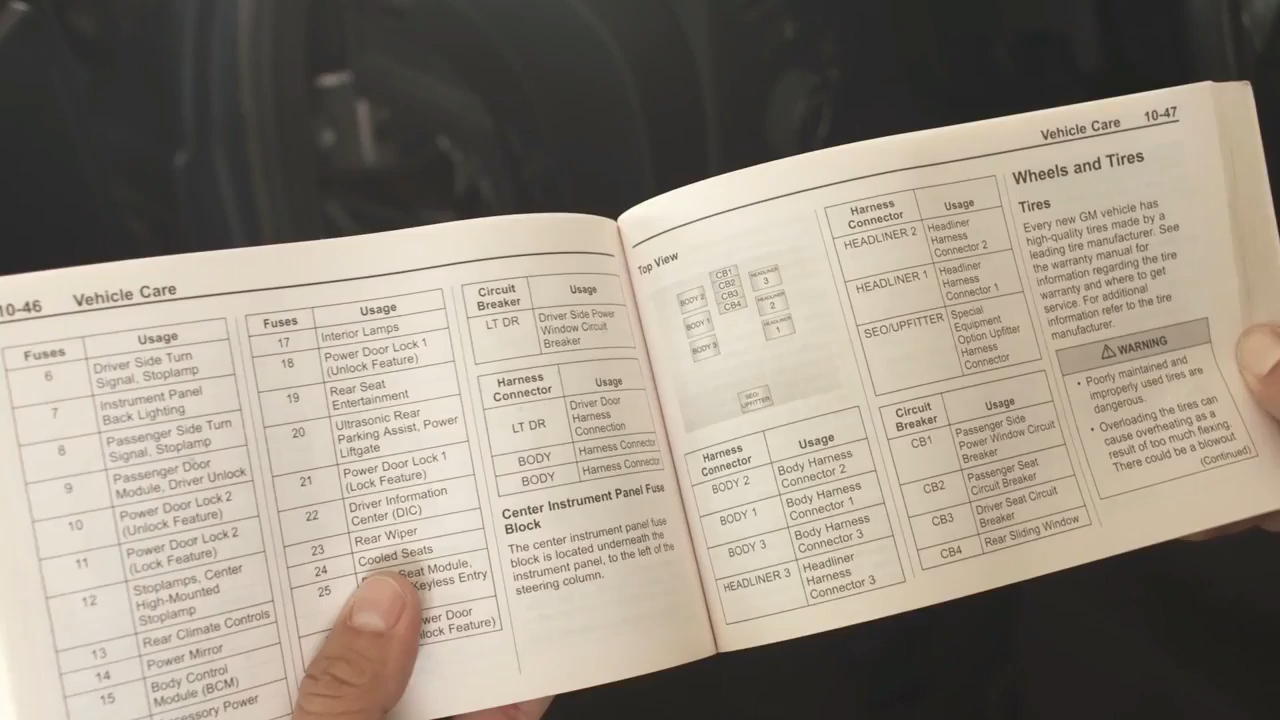 10-46 Vehicle Care
Fuses Usage
6 Driver Side Turn
Signal, Stoplamp
7 Instrument Panel
Back Lighting
8 Passenger Side Turn
Signal, Stoplamp
9 Passenger Door
Module, Driver Unlock
10 Power Door Lock 2
(Unlock Feature)
11 Power Door Lock 2
(Lock Feature)
12 Stoplamps, Center
High-Mounted
Stoplamp
13 Rear Climate Controls
14 Power Mirror
15 Body Control
Module (BCM)
Power
Fuses Usage
17 Interior Lamps
18 Power Door Lock 1
(Unlock Feature)
19 Rear Seat
Entertainment
20 Ultrasonic Rear
Parking Assist, Power
Liftgate
21 Power Door Lock 1
(Lock Feature)
22 Driver Information
Center (DIC)
23 Rear Wiper
24 Cooled Seats
25 Seat Module,
Keyless Entry
Door
Feature)
Circuit
Breaker
Usage
LT DR Driver Side Power
Window Circuit
Breaker
Harness
Connector
Usage
LT DR Driver Door
Harness
Connection
BODY Harness Connector
BODY Harness Connector
Center Instrument Panel Fuse
Block
The center instrument panel fuse
block is located underneath the
instrument panel, to the left of the
steering column.
Vehicle Care 10-47
Top View
BODY 2
BODY 1
BODY 3
CB1
CB2
CB3
CB4
HEADLINER
3
HEADLINER
2
HEADLINER
1
SEO/
UPFITTER
Harness
Connector
Usage
BODY 2 Body Harness
Connector 2
BODY 1 Body Harness
Connector 1
BODY 3 Body Harness
Connector 3
HEADLINER 3 Headliner
Harness
Connector 3
Harness
Connector
Usage
HEADLINER 2 Headliner
Harness
Connector 2
HEADLINER 1 Headliner
Harness
Connector 1
SEO/UPFITTER Special
Equipment
Option Upfitter
Harness
Connector
Circuit
Breaker
Usage
CB1 Passenger Side
Power Window Circuit
Breaker
CB2 Passenger Seat
Circuit Breaker
CB3 Driver Seat Circuit
Breaker
CB4 Rear Sliding Window
Wheels and Tires
Tires
Every new GM vehicle has
high-quality tires made by a
leading tire manufacturer. See
the warranty manual for
information regarding the tire
warranty and where to get
service. For additional
information refer to the tire
manufacturer.
WARNING
• Poorly maintained and
improperly used tires are
dangerous.
• Overloading the tires can
cause overheating as a
result of too much flexing.
There could be a blowout
(Continued)